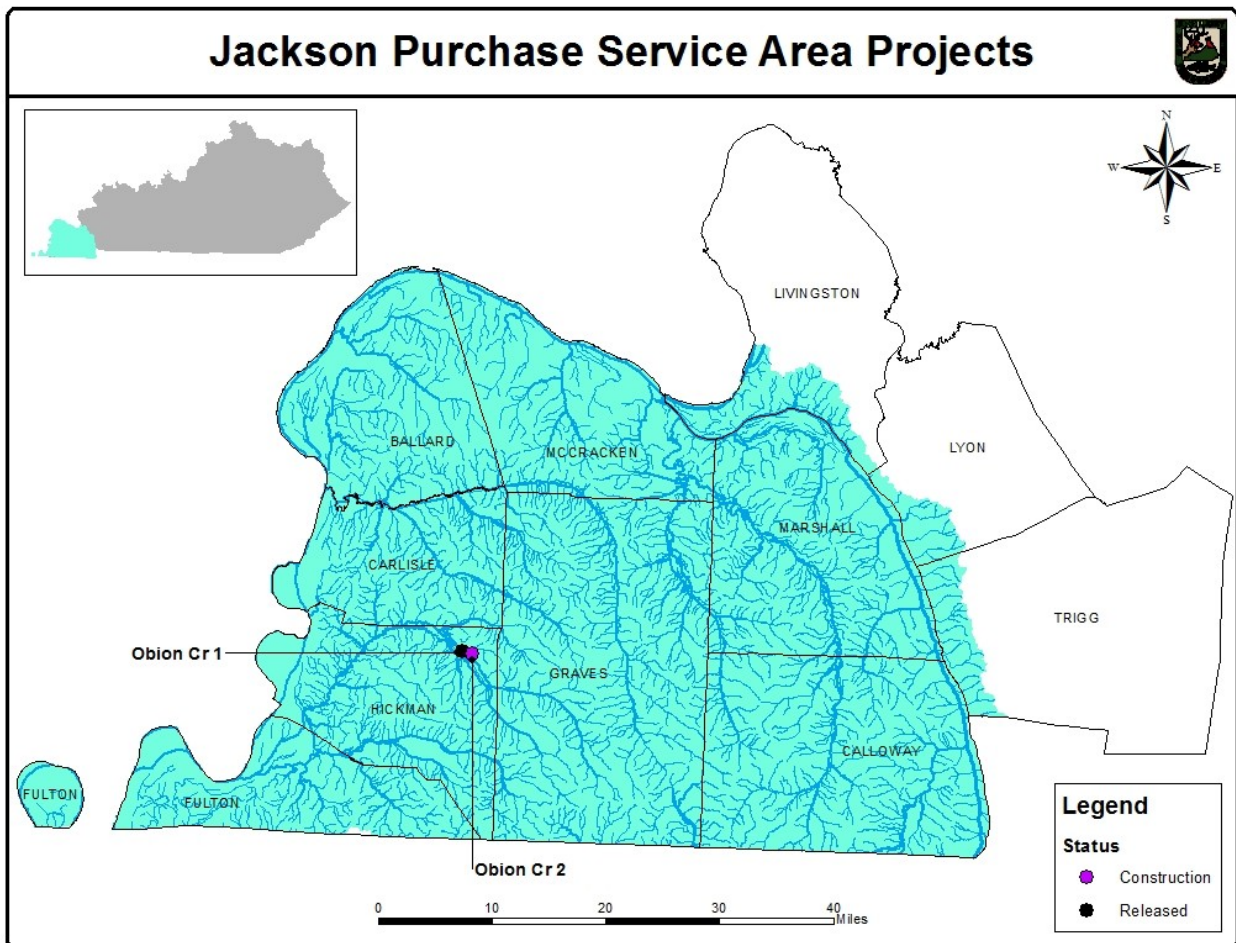 Jackson Purchase Service Area Projects
N
W
E
S
LIVINGSTON
BALLARD
MCCRACKEN
LYON
MARSHALL
CARLISLE
TRIGG
Obion Cr 1
GRAVES
HICKMAN
CALLOWAY
FULTON
FULTON
Obion Cr 2
Legend
Status
Construction
Released
0 10 20 30 40
Miles